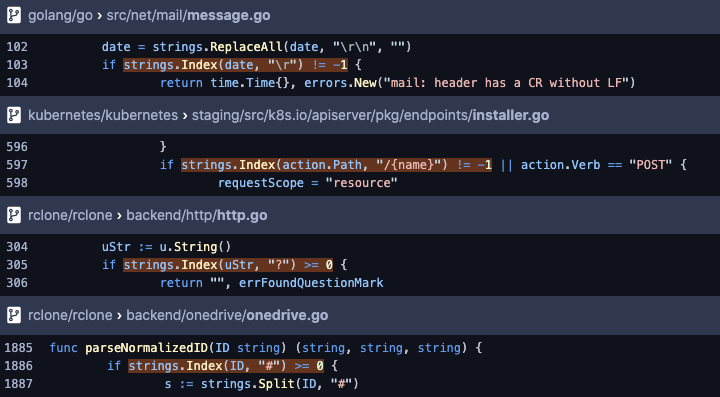 golang/go › src/net/mail/message.go
102 date = strings.ReplaceAll(date, "\r\n", "")
103 if strings.Index(date, "\r") != -1 {
104 return time.Time{}, errors.New("mail: header has a CR without LF")
kubernetes/kubernetes › staging/src/k8s.io/apiserver/pkg/endpoints/installer.go
596 }
597 if strings.Index(action.Path, "/{name}") != -1 || action.Verb == "POST" {
598 requestScope = "resource"
rclone/rclone › backend/http/http.go
304 uStr := u.String()
305 if strings.Index(uStr, "?") >= 0 {
306 return "", errFoundQuestionMark
rclone/rclone › backend/onedrive/onedrive.go
1885 func parseNormalizedID(ID string) (string, string, string) {
1886 if strings.Index(ID, "#") >= 0 {
1887 s := strings.Split(ID, "#")